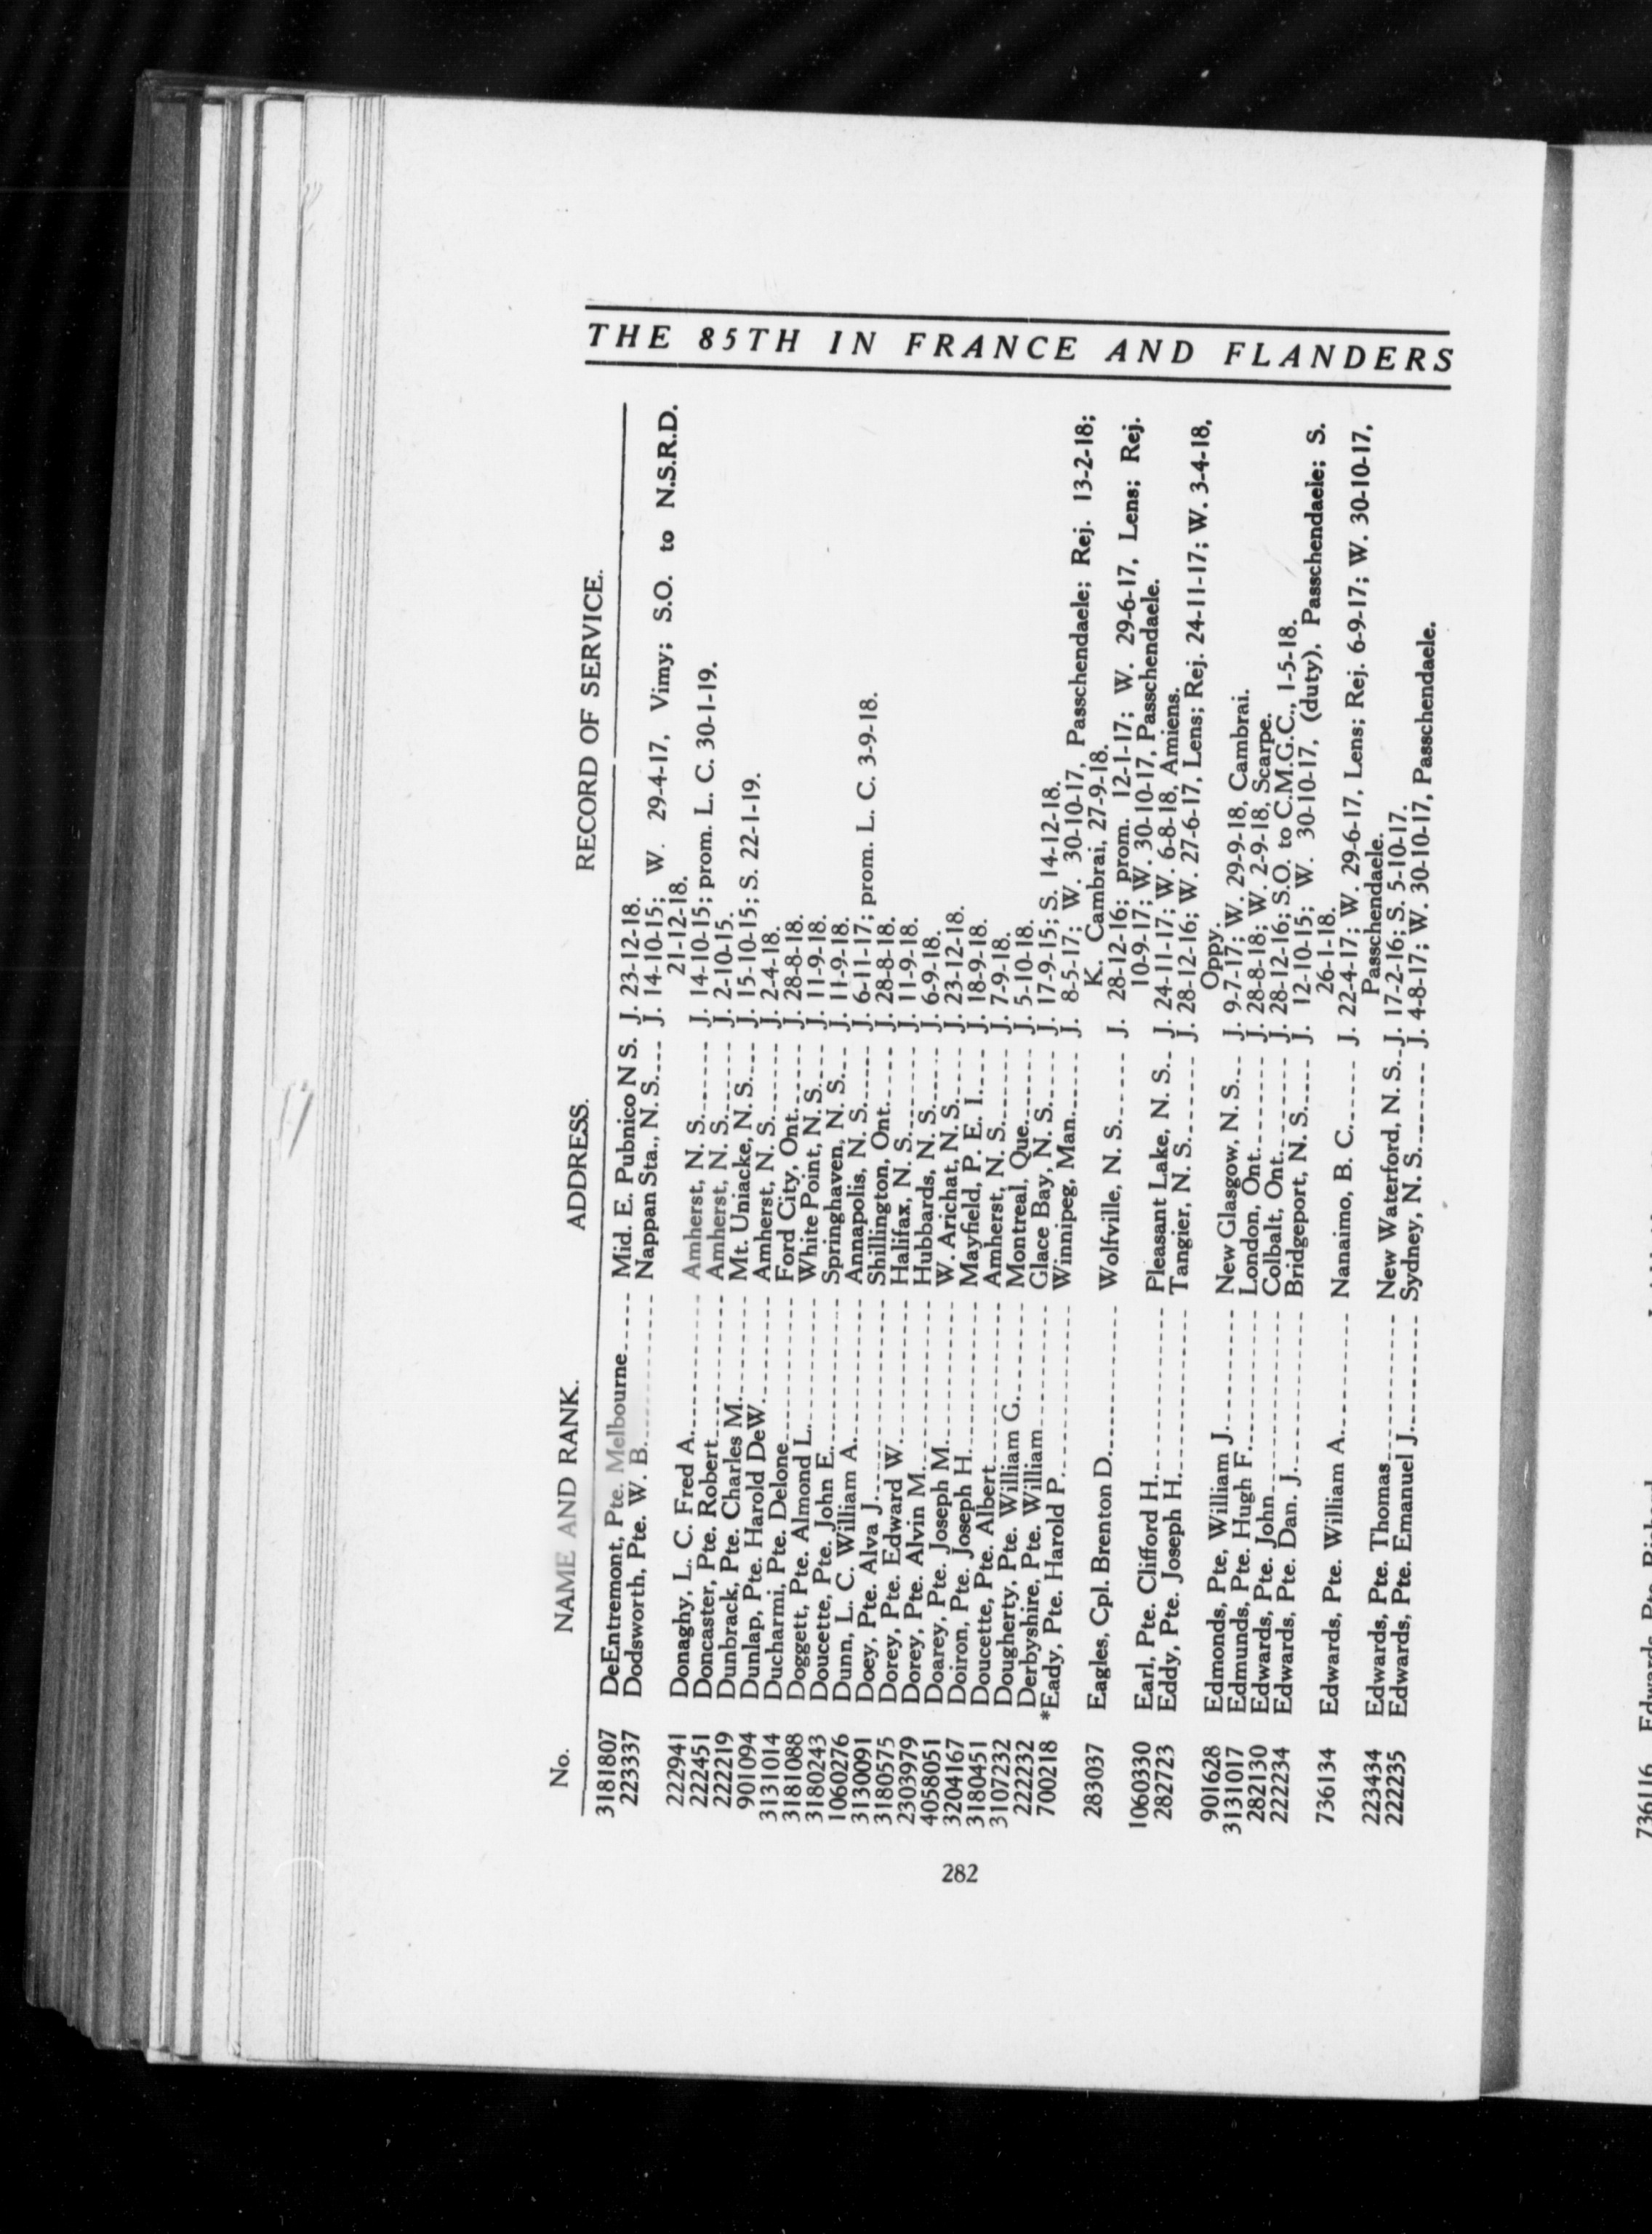 THE 85TH IN FRANCE AND FLANDERS
No. NAME AND RANK. ADDRESS. RECORD OF SERVICE.
3181807 DeEntremont, Pte. Melbourne----- Mid. E. Pubnico N S. J. 23-12-18.
223337 Dodsworth, Pte. W. B.----------- Nappan Sta., N. S.---- J. 14-10-15; W. 29-4-17, Vimy; S.O. to N.S.R.D.
21-12-18.
222941 Donaghy, L. C. Fred A.----------- Amherst, N. S.------- J. 14-10-15; prom. L. C. 30-1-19.
222451 Doncaster, Pte. Robert----------- Amherst, N. S.------- J. 2-10-15.
222219 Dunbrack, Pte. Charles M.--------- Mt. Uniacke, N. S.---- J. 15-10-15; S. 22-1-19.
901094 Dunlap, Pte. Harold DeW.--------- Amherst, N. S.------- J. 2-4-18.
3131014 Ducharmi, Pte. Delone----------- Ford City, Ont.------ J. 28-8-18.
3181088 Doggett, Pte. Almond L.---------- White Point, N. S.---- J. 11-9-18.
3180243 Doucette, Pte. John E.----------- Springhaven, N. S.--- J. 11-9-18.
1060276 Dunn, L. C. William A.----------- Annapolis, N. S.----- J. 6-11-17; prom. L. C. 3-9-18.
3130091 Doey, Pte. Alva J.--------------- Shillington, Ont.----- J. 28-8-18.
3180575 Dorey, Pte. Edward W.---------- Halifax, N. S.-------- J. 11-9-18.
2303979 Dorey, Pte. Alvin M.------------- Hubbards, N. S.----- J. 6-9-18.
4058051 Doarey, Pte. Joseph M.---------- W. Arichat, N. S.----- J. 23-12-18.
3204167 Doiron, Pte. Joseph H.----------- Mayfield, P. E. I.---- J. 18-9-18.
3180451 Doucette, Pte. Albert------------ Amherst, N. S.------- J. 7-9-18.
3107232 Dougherty, Pte. William G.-------- Montreal, Que.------- J. 5-10-18.
222232 Derbyshire, Pte. William---------- Glace Bay, N. S.----- J. 17-9-15; S. 14-12-18.
700218 *Eady, Pte. Harold P.------------- Winnipeg, Man.------ J. 8-5-17; W. 30-10-17, Passchendaele; Rej. 13-2-18;
K. Cambrai, 27-9-18.
283037 Eagles, Cpl. Brenton D.---------- Wolfville, N. S.------ J. 28-12-16; prom. 12-1-17; W. 29-6-17, Lens; Rej.
10-9-17; W. 30-10-17, Passchendaele.
1060330 Earl, Pte. Clifford H.------------- Pleasant Lake, N. S.-- J. 24-11-17; W. 6-8-18, Amiens.
282723 Eddy, Pte. Joseph H.------------- Tangier, N. S.-------- J. 28-12-16; W. 27-6-17, Lens; Rej. 24-11-17; W. 3-4-18,
Oppy.
901628 Edmonds, Pte, William J.--------- New Glasgow, N. S.--- J. 9-7-17; W. 29-9-18, Cambrai.
3131017 Edmunds, Pte. Hugh F.---------- London, Ont.-------- J. 28-8-18; W. 2-9-18, Scarpe.
282130 Edwards, Pte. John------------- Colbalt, Ont.-------- J. 28-12-16; S.O. to C.M.G.C., 1-5-18.
222234 Edwards, Pte. Dan. J.------------ Bridgeport, N. S.----- J. 12-10-15; W. 30-10-17, (duty), Passchendaele; S.
26-1-18.
736134 Edwards, Pte. William A.--------- Nanaimo, B. C.------ J. 22-4-17; W. 29-6-17, Lens; Rej. 6-9-17; W. 30-10-17,
Passchendaele.
223434 Edwards, Pte. Thomas----------- New Waterford, N. S.--J. 17-2-16; S. 5-10-17.
222235 Edwards, Pte. Emanuel J.--------- Sydney, N. S.-------- J. 4-8-17; W. 30-10-17, Passchendaele.
282
736116